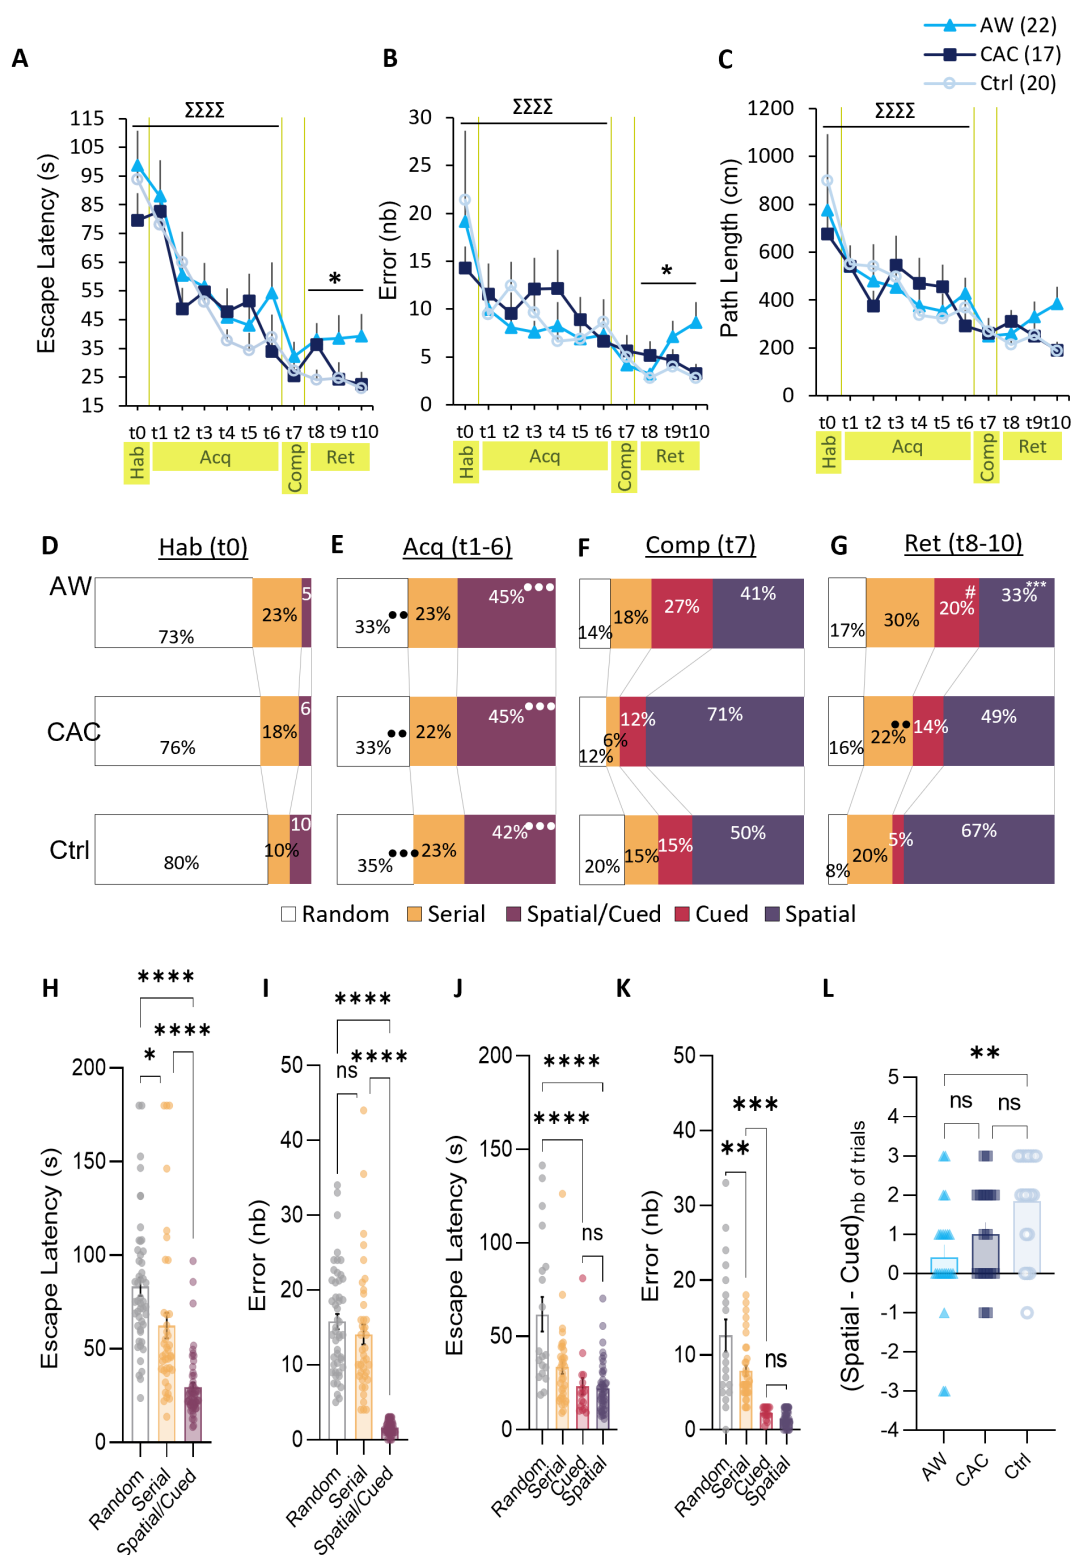 AW (22)
CAC (17)
Ctrl (20)
A
B
C
ΣΣΣΣ
ΣΣΣΣ
ΣΣΣΣ
Escape Latency (s)
115
105
95
85
75
65
55
45
35
25
15
*
t0 t1 t2 t3 t4 t5 t6 t7 t8 t9 t10
Hab
Acq
Comp
Ret
Error (nb)
30
25
20
15
10
5
0
*
t0 t1 t2 t3 t4 t5 t6 t7 t8 t9 t10
Hab
Acq
Comp
Ret
Path Length (cm)
1200
1000
800
600
400
200
0
t0 t1 t2 t3 t4 t5 t6 t7 t8 t9 t10
Hab
Acq
Comp
Ret
D Hab (t0)
E Acq (t1-6)
F Comp (t7)
G Ret (t8-10)
AW
73% 23% 5
33%●● 23% 45%●●●
14% 18% 27% 41%
17% 30% 20%# 33%***
CAC
76% 18% 6
33%●● 22% 45%●●●
12% 6% 12% 71%
16% 22%●● 14% 49%
Ctrl
80% 10% 10
35%●●● 23% 42%●●●
20% 15% 15% 50%
8% 20% 5% 67%
Random Serial Spatial/Cued Cued Spatial
H
****
****
*
Escape Latency (s)
200
150
100
50
0
Random
Serial
Spatial/Cued
I
****
****
ns
Error (nb)
50
40
30
20
10
0
Random
Serial
Spatial/Cued
J
****
****
ns
Escape Latency (s)
200
150
100
50
0
Random
Serial
Cued
Spatial
K
***
**
ns
Error (nb)
50
40
30
20
10
0
Random
Serial
Cued
Spatial
L
**
ns
ns
(Spatial - Cued)nb of trials
5
4
3
2
1
0
-1
-2
-3
-4
AW
CAC
Ctrl